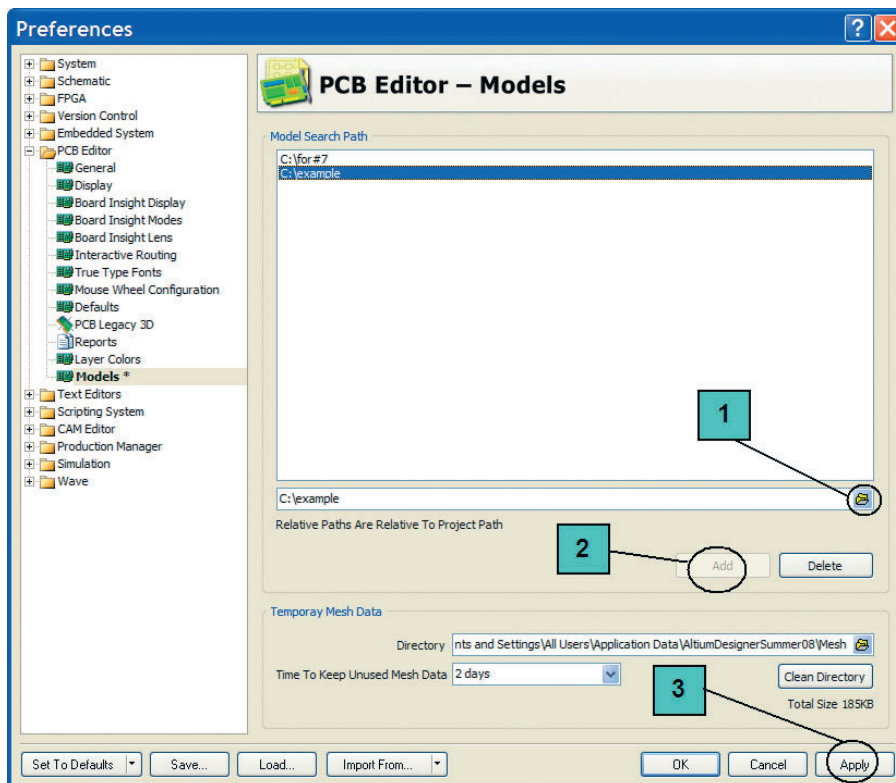 Preferences
System
Schematic
FPGA
Version Control
Embedded System
PCB Editor
General
Display
Board Insight Display
Board Insight Modes
Board Insight Lens
Interactive Routing
True Type Fonts
Mouse Wheel Configuration
Defaults
PCB Legacy 3D
Reports
Layer Colors
Models *
Text Editors
Scripting System
CAM Editor
Production Manager
Simulation
Wave
PCB Editor – Models
Model Search Path
C:\for#7
C:\example
1
C:\example
Relative Paths Are Relative To Project Path
2
Add
Delete
Temporay Mesh Data
Directory nts and Settings\All Users\Application Data\AltiumDesignerSummer08\Mesh
Time To Keep Unused Mesh Data 2 days
3
Clean Directory
Total Size 185KB
Set To Defaults
Save...
Load...
Import From...
OK
Cancel
Apply